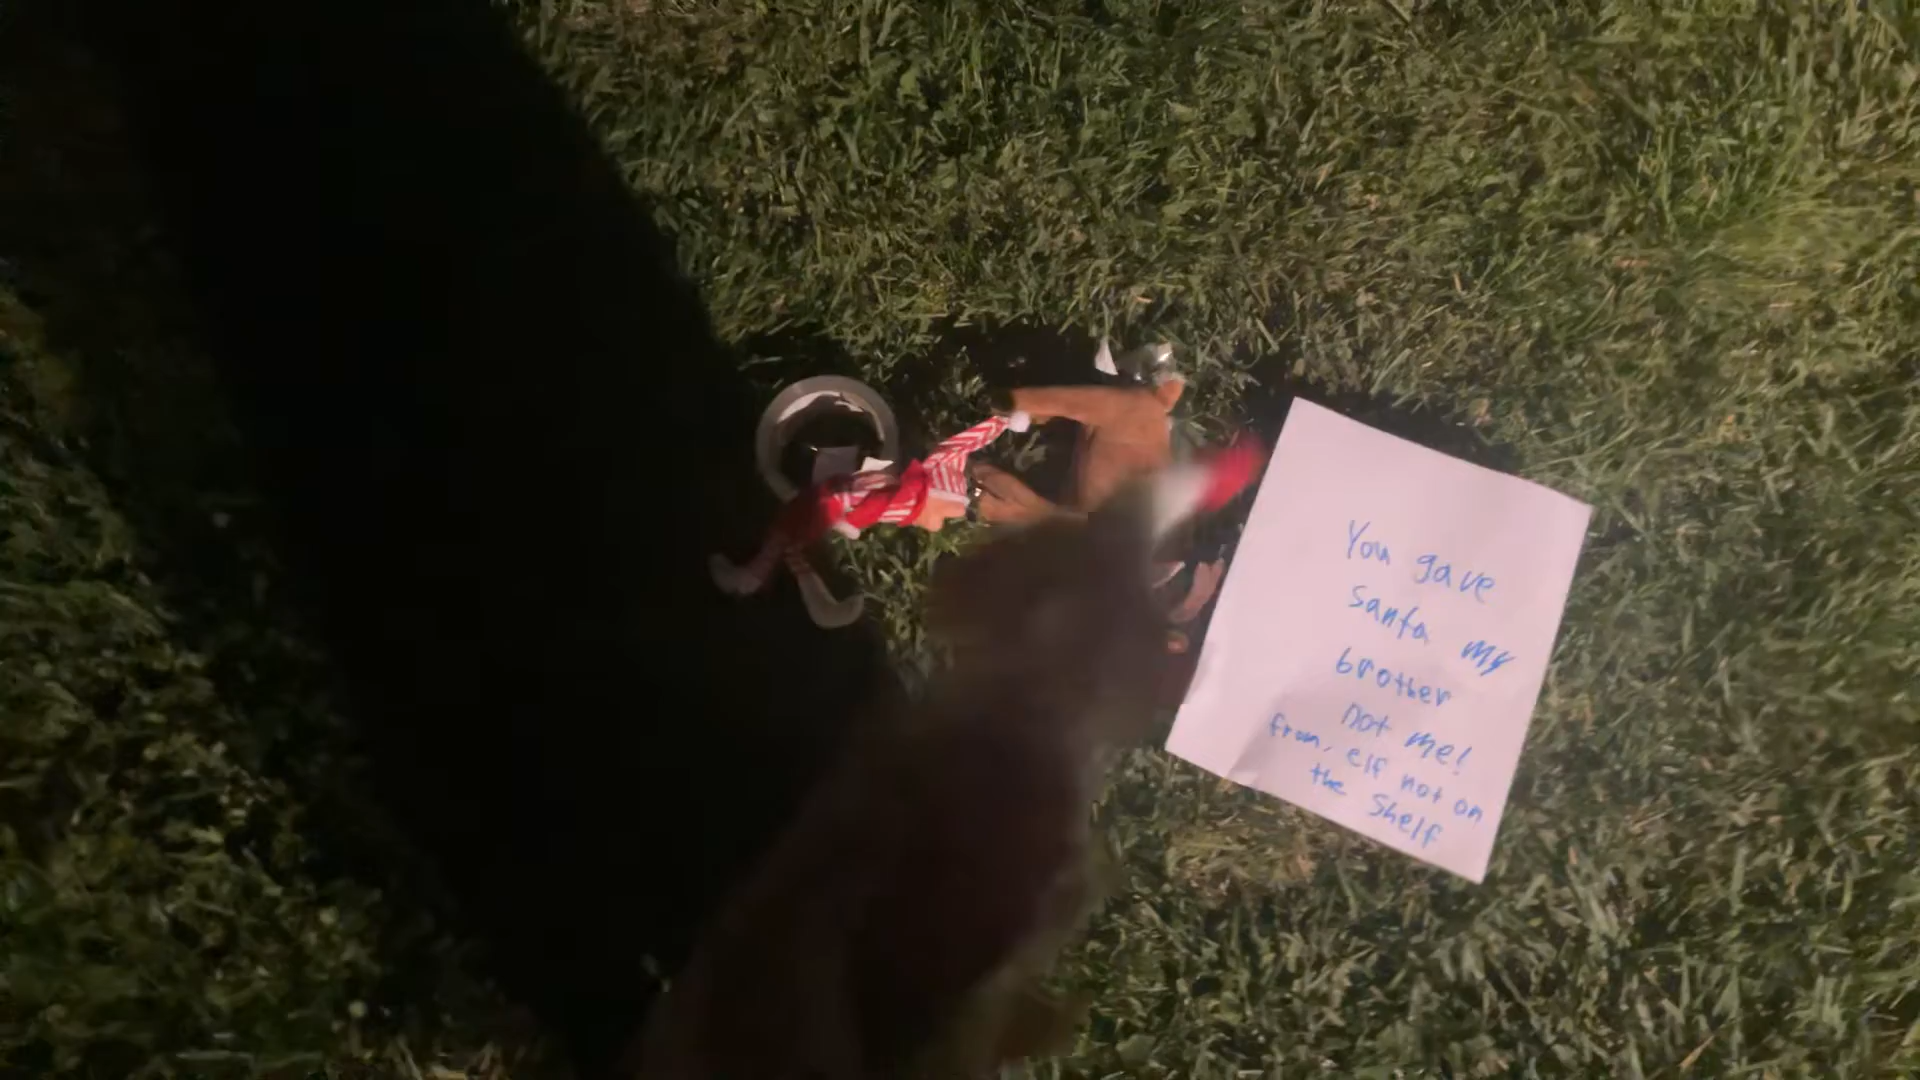 You gave
Santa my
brother
not me!
from, elf not on
the Shelf